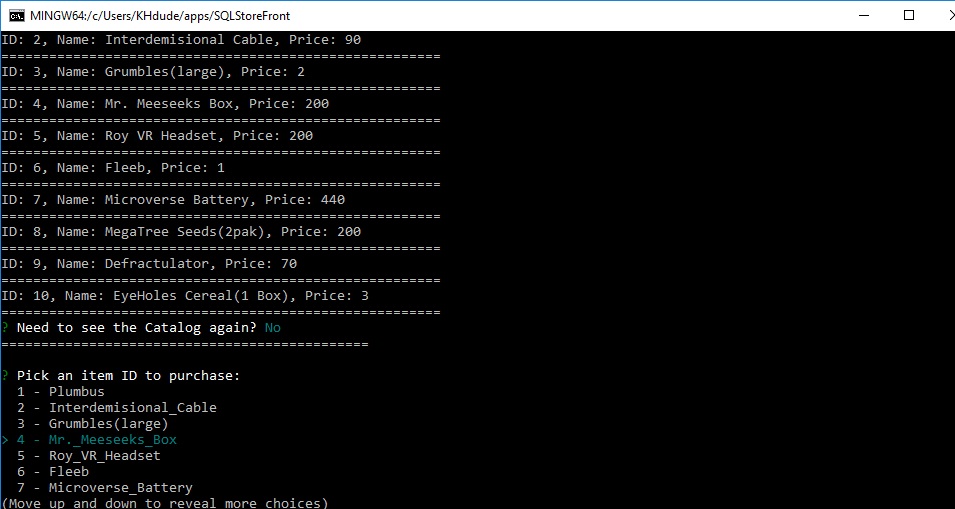 MINGW64:/c/Users/KHdude/apps/SQLStoreFront
ID: 2, Name: Interdemisional Cable, Price: 90
=======================================================
ID: 3, Name: Grumbles(large), Price: 2
=======================================================
ID: 4, Name: Mr. Meeseeks Box, Price: 200
=======================================================
ID: 5, Name: Roy VR Headset, Price: 200
=======================================================
ID: 6, Name: Fleeb, Price: 1
=======================================================
ID: 7, Name: Microverse Battery, Price: 440
=======================================================
ID: 8, Name: MegaTree Seeds(2pak), Price: 200
=======================================================
ID: 9, Name: Defractulator, Price: 70
=======================================================
ID: 10, Name: EyeHoles Cereal(1 Box), Price: 3
=======================================================
? Need to see the Catalog again? No
==============================================

? Pick an item ID to purchase:
  1 - Plumbus
  2 - Interdemisional_Cable
  3 - Grumbles(large)
> 4 - Mr._Meeseeks_Box
  5 - Roy_VR_Headset
  6 - Fleeb
  7 - Microverse_Battery
(Move up and down to reveal more choices)